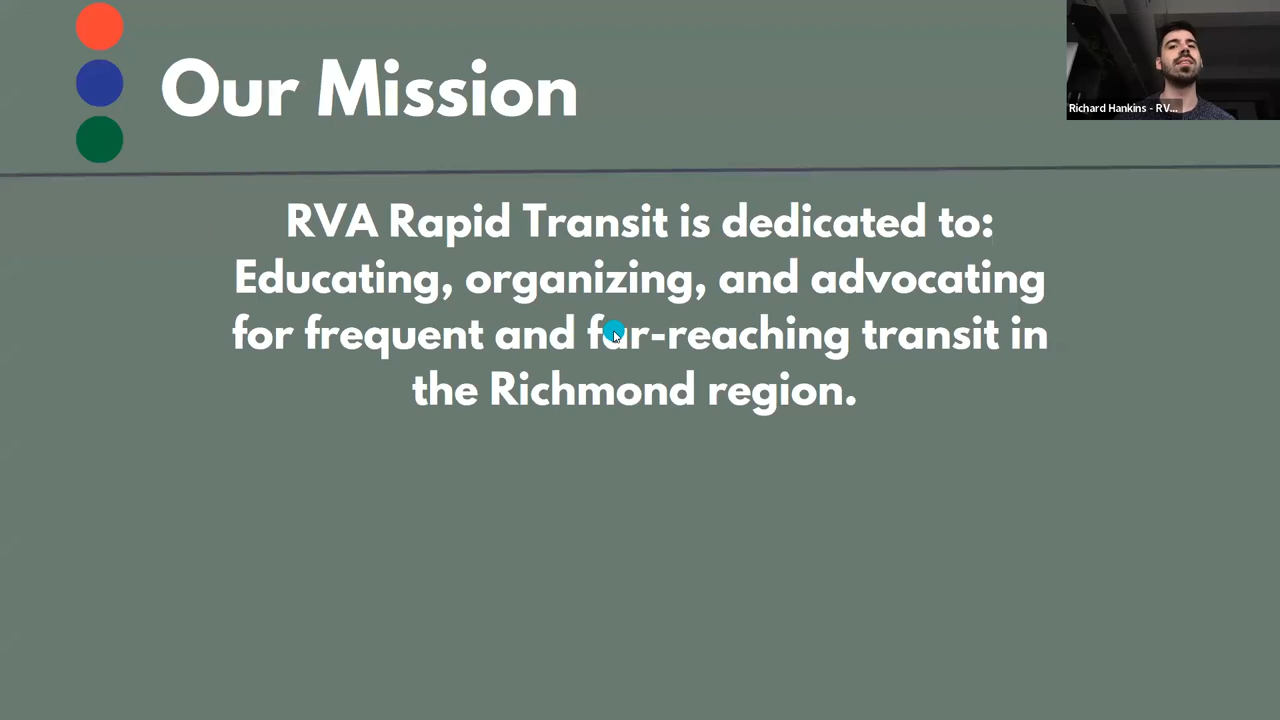 Our Mission
Richard Hankins - RV...
RVA Rapid Transit is dedicated to:
Educating, organizing, and advocating
for frequent and far-reaching transit in
the Richmond region.